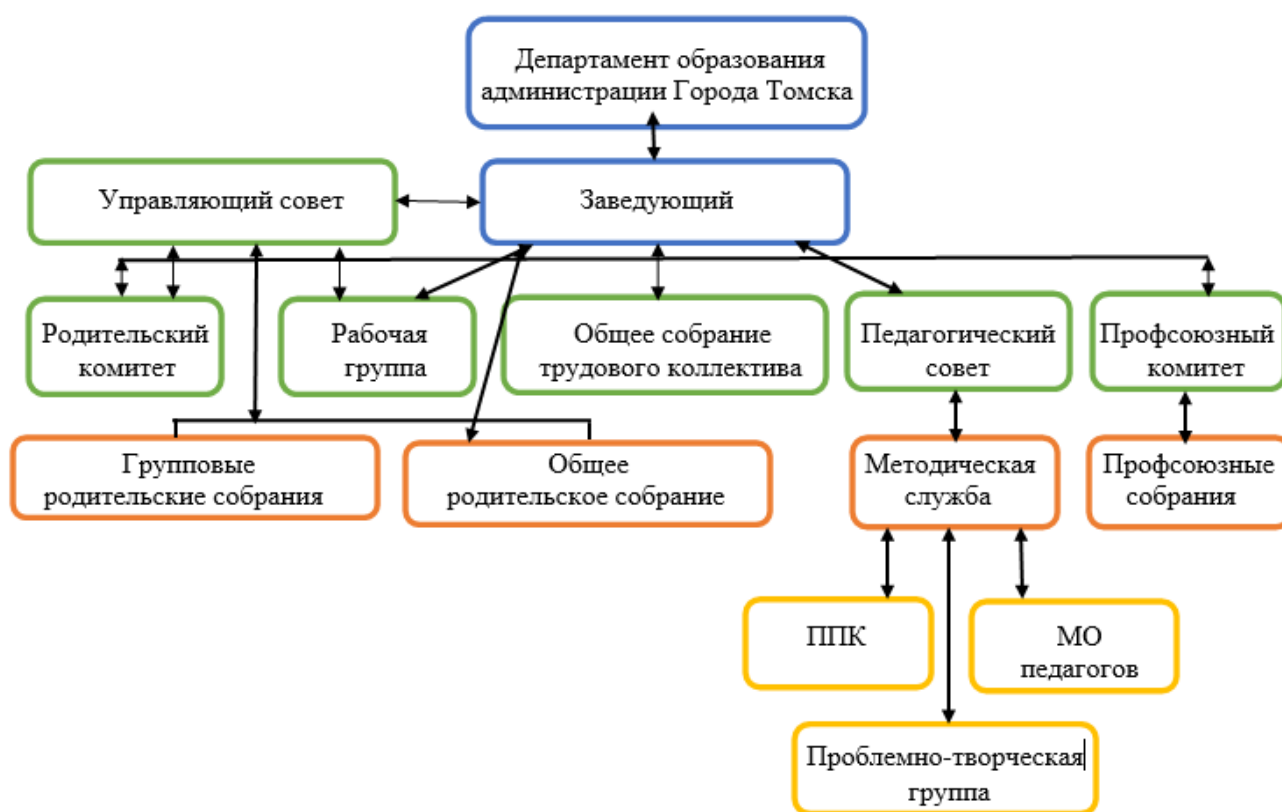 Департамент образования
администрации Города Томска
Управляющий совет
Заведующий
Родительский
комитет
Рабочая
группа
Общее собрание
трудового коллектива
Педагогический
совет
Профсоюзный
комитет
Групповые
родительские собрания
Общее
родительское собрание
Методическая
служба
Профсоюзные
собрания
ППК
МО
педагогов
Проблемно-творческая
группа